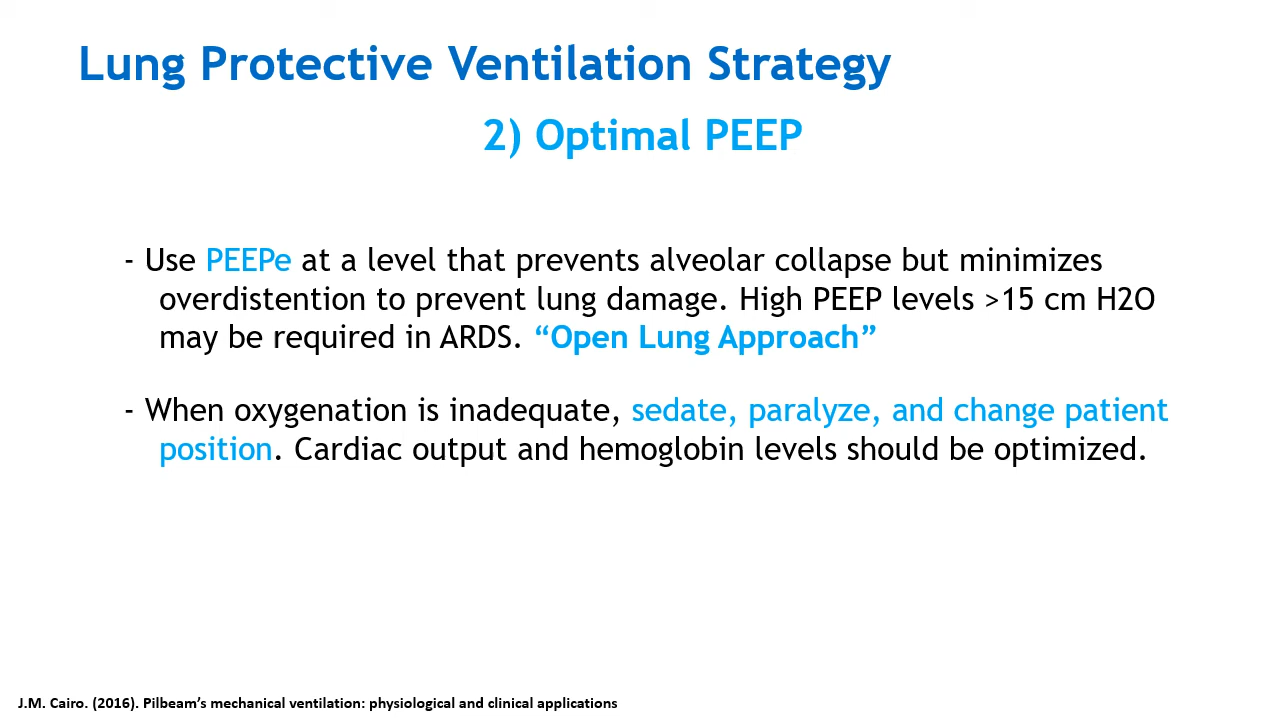 Lung Protective Ventilation Strategy
2) Optimal PEEP
- Use PEEPe at a level that prevents alveolar collapse but minimizes
overdistention to prevent lung damage. High PEEP levels >15 cm H2O
may be required in ARDS. “Open Lung Approach”
- When oxygenation is inadequate, sedate, paralyze, and change patient
position. Cardiac output and hemoglobin levels should be optimized.
J.M. Cairo. (2016). Pilbeam’s mechanical ventilation: physiological and clinical applications